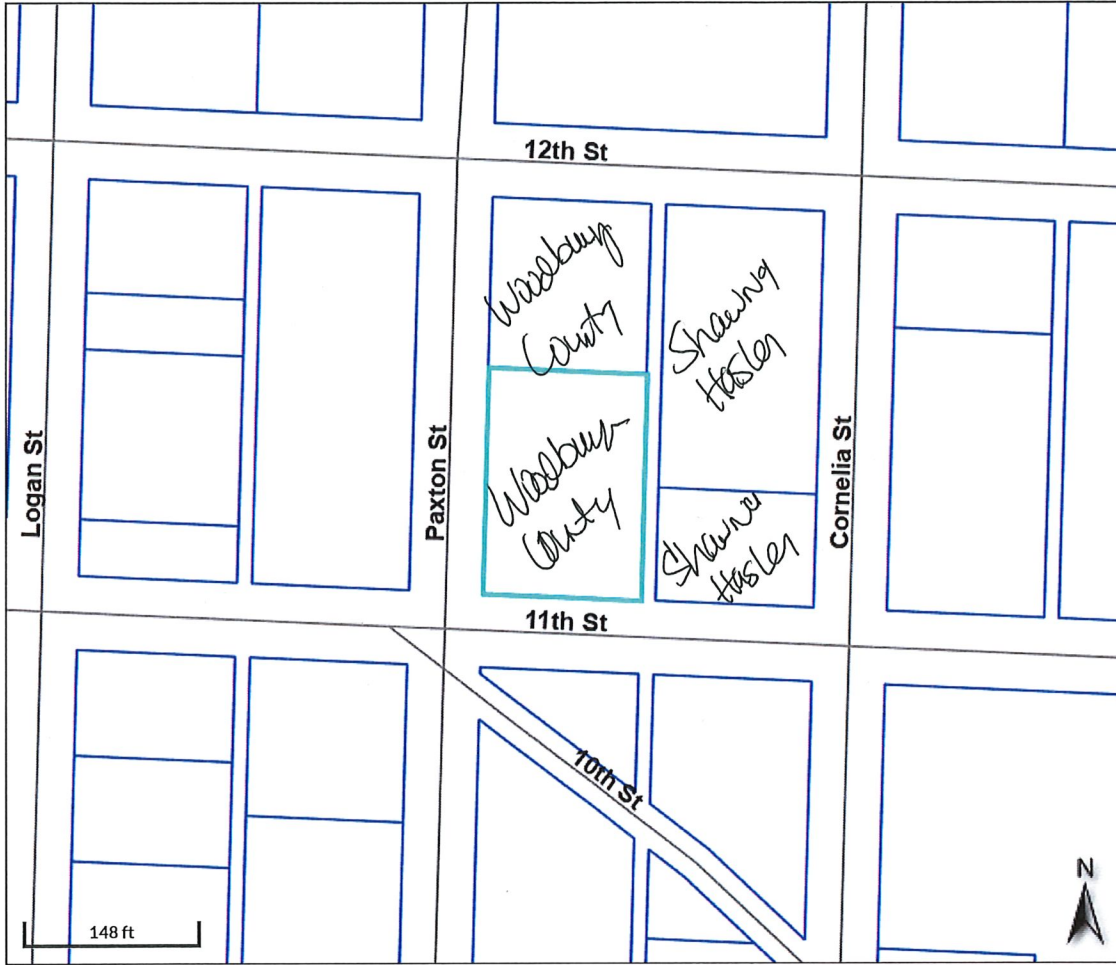 12th St
Woodbury
County
Shawna
Hasler
Logan St
Paxton St
Woodbury
County
Shawna
Hasler
Cornelia St
11th St
10th St
148 ft
N